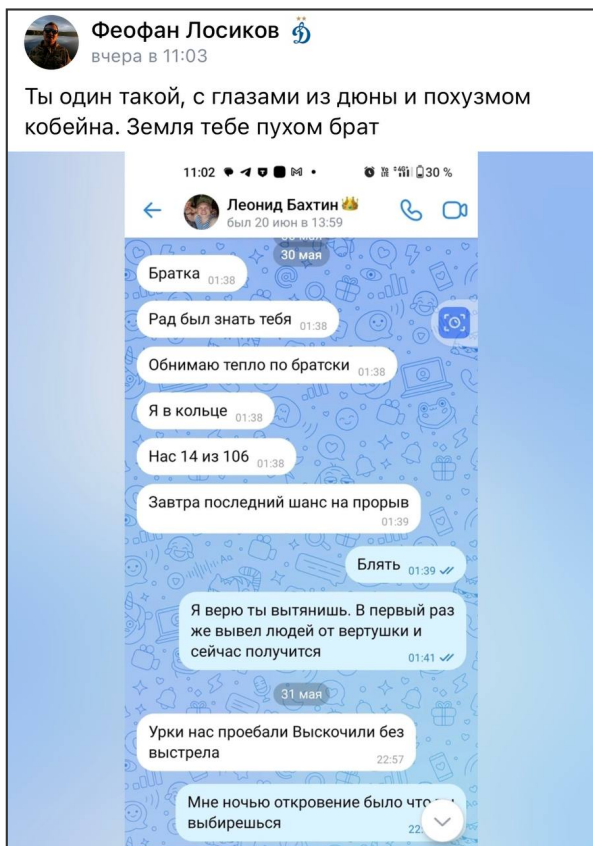 Феофан Лосиков
вчера в 11:03
Ты один такой, с глазами из дюны и похузмом
кобейна. Земля тебе пухом брат
11:02 30 %
Леонид Бахтин
был 20 июн в 13:59
30 мая
Братка 01:38
Рад был знать тебя 01:38
Обнимаю тепло по братски 01:38
Я в кольце 01:38
Нас 14 из 106 01:38
Завтра последний шанс на прорыв
01:39
Блять 01:39
Я верю ты вытянишь. В первый раз
же вывел людей от вертушки и
сейчас получится
01:41
31 мая
Урки нас проебали Выскочили без
выстрела
22:57
Мне ночью откровение было
выбирешься